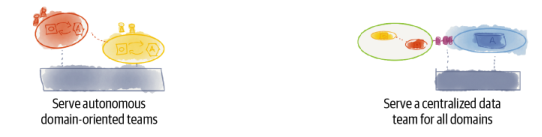 Serve autonomous
domain-oriented teams
Serve a centralized data
team for all domains